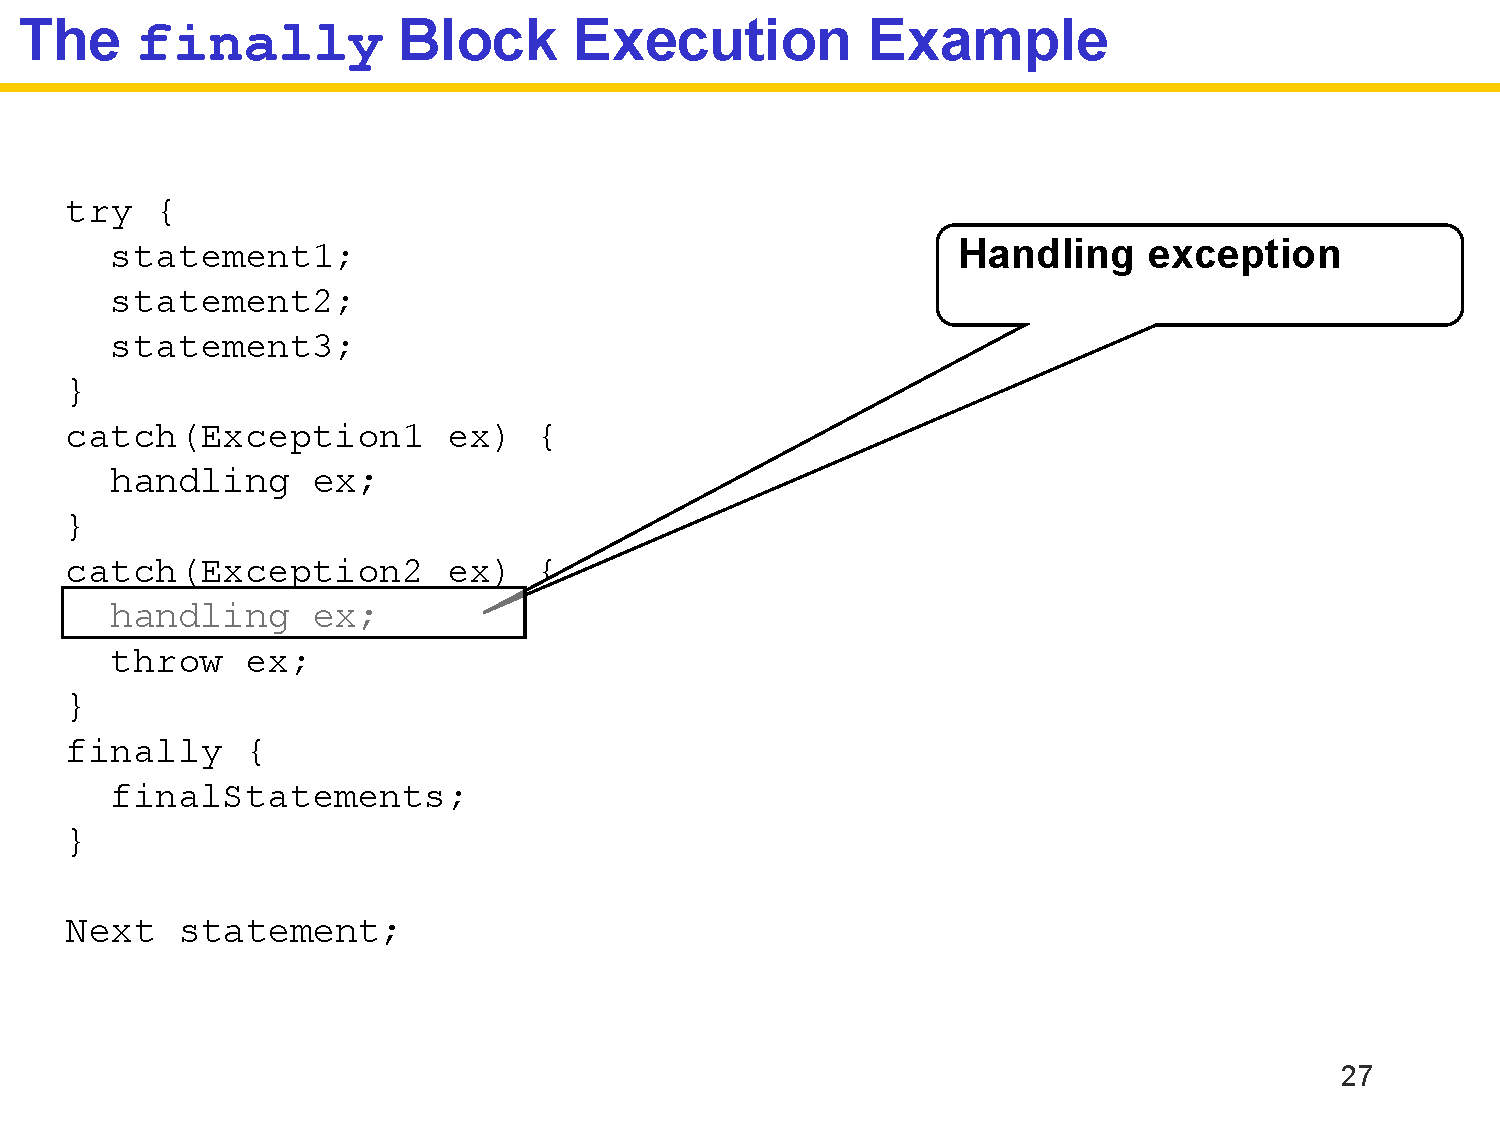 The finally Block Execution Example
try {
  statement1;
  statement2;
  statement3;
}
catch(Exception1 ex) {
  handling ex;
}
catch(Exception2 ex) {
  handling ex;
  throw ex;
}
finally {
  finalStatements;
}
Next statement;
Handling exception
27